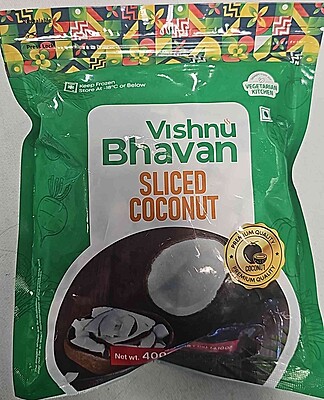 Keep Frozen
Store At -18°C or Below
VEGETARIAN
KITCHEN
Vishnu
Bhavan
SLICED
COCONUT
PREMIUM QUALITY
COCONUT
PREMIUM QUALITY
Net wt. 400